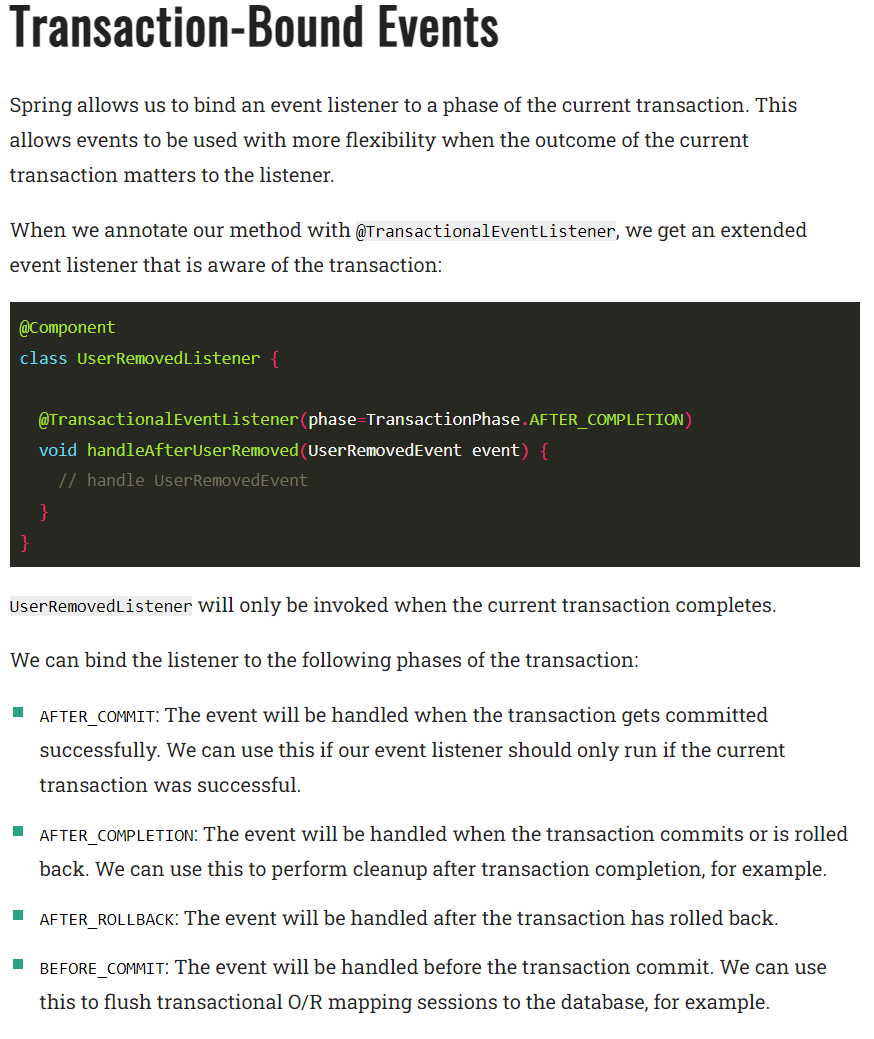 Transaction-Bound Events
Spring allows us to bind an event listener to a phase of the current transaction. This
allows events to be used with more flexibility when the outcome of the current
transaction matters to the listener.
When we annotate our method with @TransactionalEventListener, we get an extended
event listener that is aware of the transaction:
@Component
class UserRemovedListener {
@TransactionalEventListener(phase=TransactionPhase.AFTER_COMPLETION)
void handleAfterUserRemoved(UserRemovedEvent event) {
// handle UserRemovedEvent
}
}
UserRemovedListener will only be invoked when the current transaction completes.
We can bind the listener to the following phases of the transaction:
AFTER_COMMIT: The event will be handled when the transaction gets committed
successfully. We can use this if our event listener should only run if the current
transaction was successful.
AFTER_COMPLETION: The event will be handled when the transaction commits or is rolled
back. We can use this to perform cleanup after transaction completion, for example.
AFTER_ROLLBACK: The event will be handled after the transaction has rolled back.
BEFORE_COMMIT: The event will be handled before the transaction commit. We can use
this to flush transactional O/R mapping sessions to the database, for example.